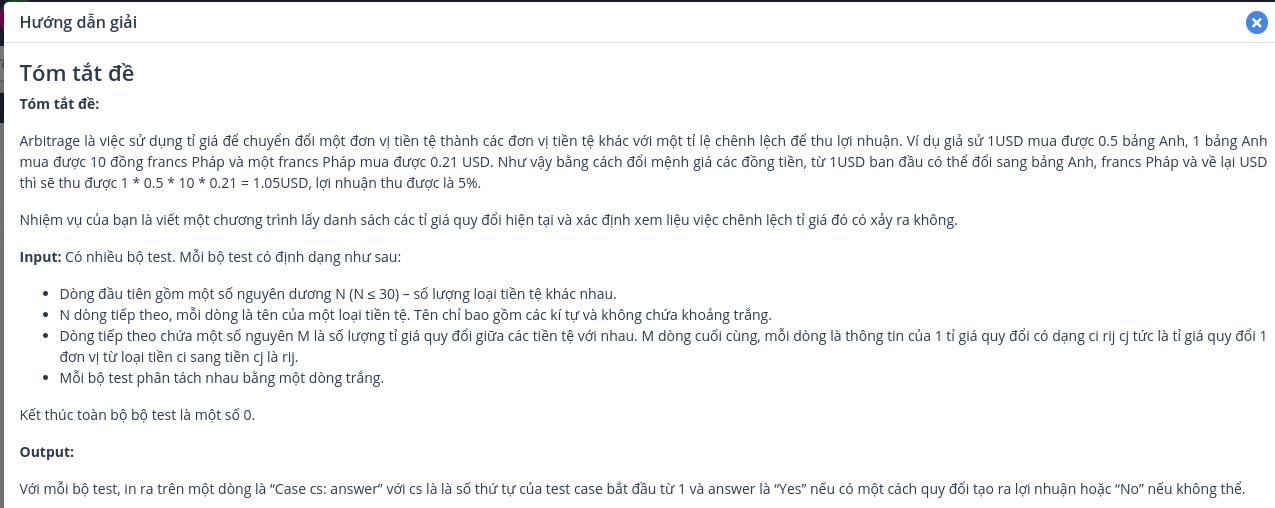 Hướng dẫn giải
Tóm tắt đề
Tóm tắt đề:
Arbitrage là việc sử dụng tỉ giá để chuyển đổi một đơn vị tiền tệ thành các đơn vị tiền tệ khác với một tỉ lệ chênh lệch để thu lợi nhuận. Ví dụ giả sử 1USD mua được 0.5 bảng Anh, 1 bảng Anh
mua được 10 đồng francs Pháp và một francs Pháp mua được 0.21 USD. Như vậy bằng cách đổi mệnh giá các đồng tiền, từ 1USD ban đầu có thể đổi sang bảng Anh, francs Pháp và về lại USD
thì sẽ thu được 1 * 0.5 * 10 * 0.21 = 1.05USD, lợi nhuận thu được là 5%.
Nhiệm vụ của bạn là viết một chương trình lấy danh sách các tỉ giá quy đổi hiện tại và xác định xem liệu việc chênh lệch tỉ giá đó có xảy ra không.
Input: Có nhiều bộ test. Mỗi bộ test có định dạng như sau:
• Dòng đầu tiên gồm một số nguyên dương N (N ≤ 30) – số lượng loại tiền tệ khác nhau.
• N dòng tiếp theo, mỗi dòng là tên của một loại tiền tệ. Tên chỉ bao gồm các kí tự và không chứa khoảng trắng.
• Dòng tiếp theo chứa một số nguyên M là số lượng tỉ giá quy đổi giữa các tiền tệ với nhau. M dòng cuối cùng, mỗi dòng là thông tin của 1 tỉ giá quy đổi có dạng ci rij cj tức là tỉ giá quy đổi 1
đơn vị từ loại tiền ci sang tiền cj là rij.
• Mỗi bộ test phân tách nhau bằng một dòng trắng.
Kết thúc toàn bộ bộ test là một số 0.
Output:
Với mỗi bộ test, in ra trên một dòng là “Case cs: answer” với cs là là số thứ tự của test case bắt đầu từ 1 và answer là “Yes” nếu có một cách quy đổi tạo ra lợi nhuận hoặc “No” nếu không thể.